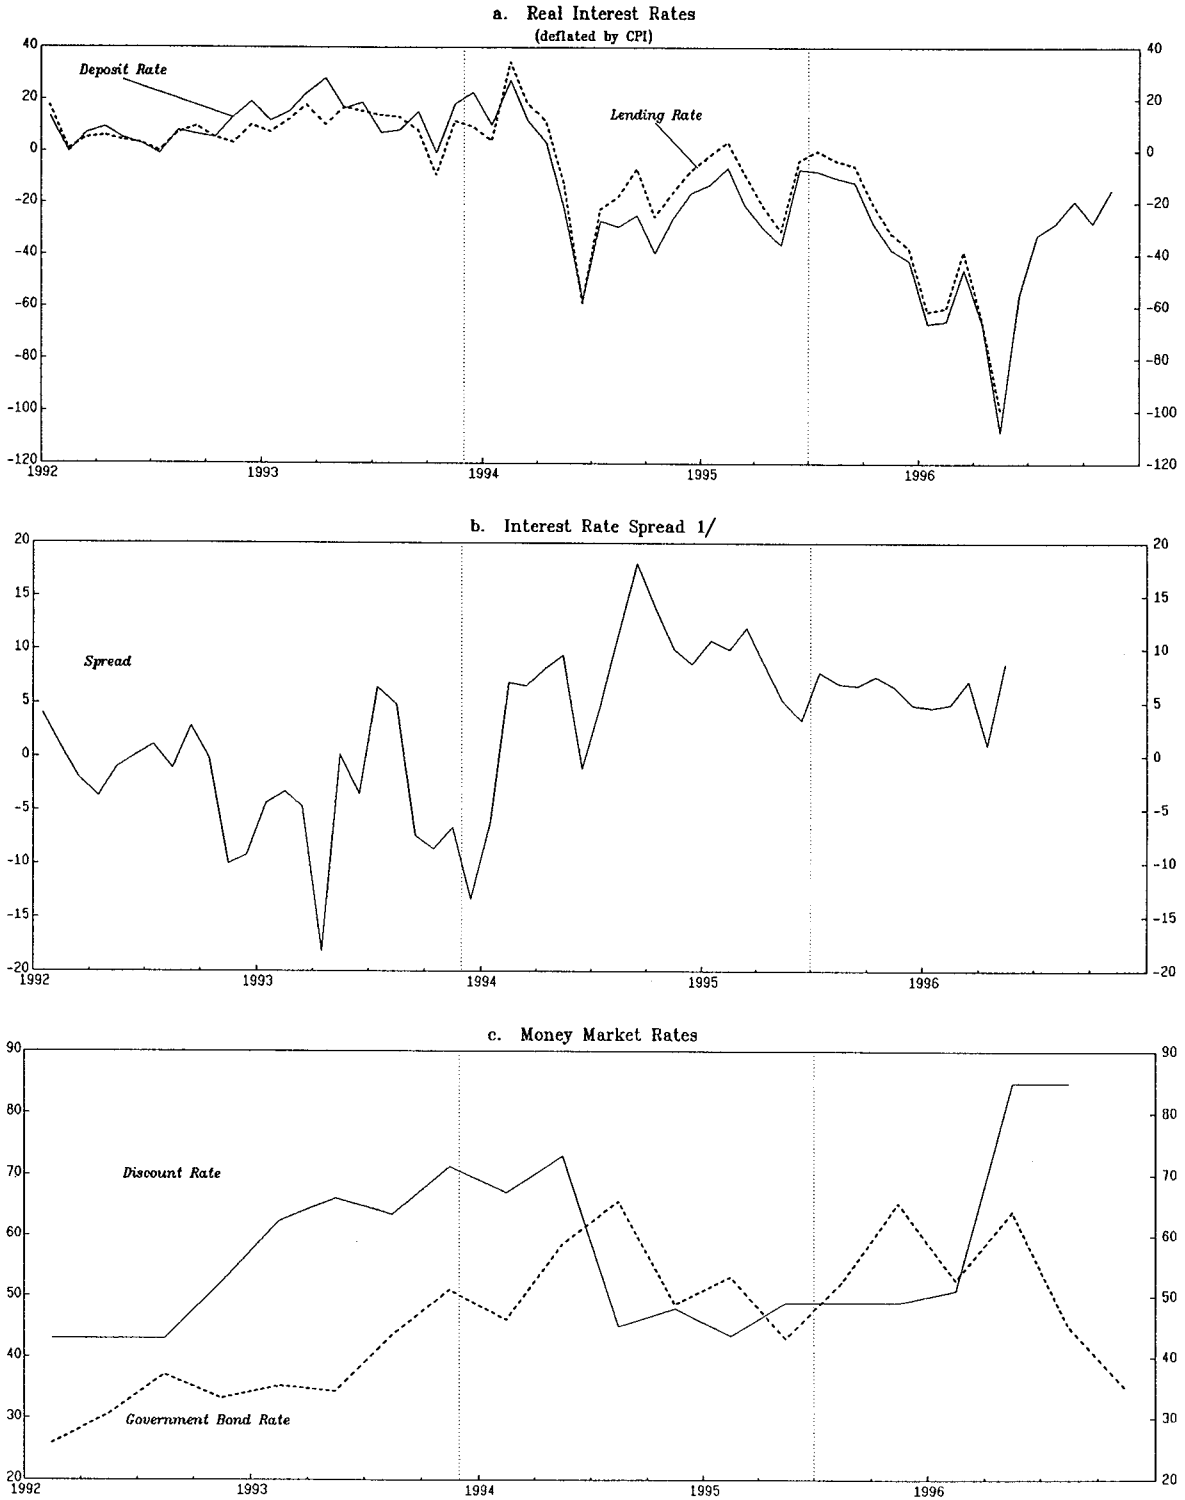 a. Real Interest Rates
(deflated by CPI)
40 40
Deposit Rate
20 20
Lending Rate
0 0
-20 -20
-40 -40
-60 -60
-80 -80
-100 -100
-120 -120
1992 1993 1994 1995 1996
b. Interest Rate Spread 1/
20 20
15 15
10 10
Spread
5 5
0 0
-5 -5
-10 -10
-15 -15
-20 -20
1992 1993 1994 1995 1996
c. Money Market Rates
90 90
80 80
70 70
Discount Rate
60 60
50 50
40 40
30 30
Government Bond Rate
20 20
1992 1993 1994 1995 1996